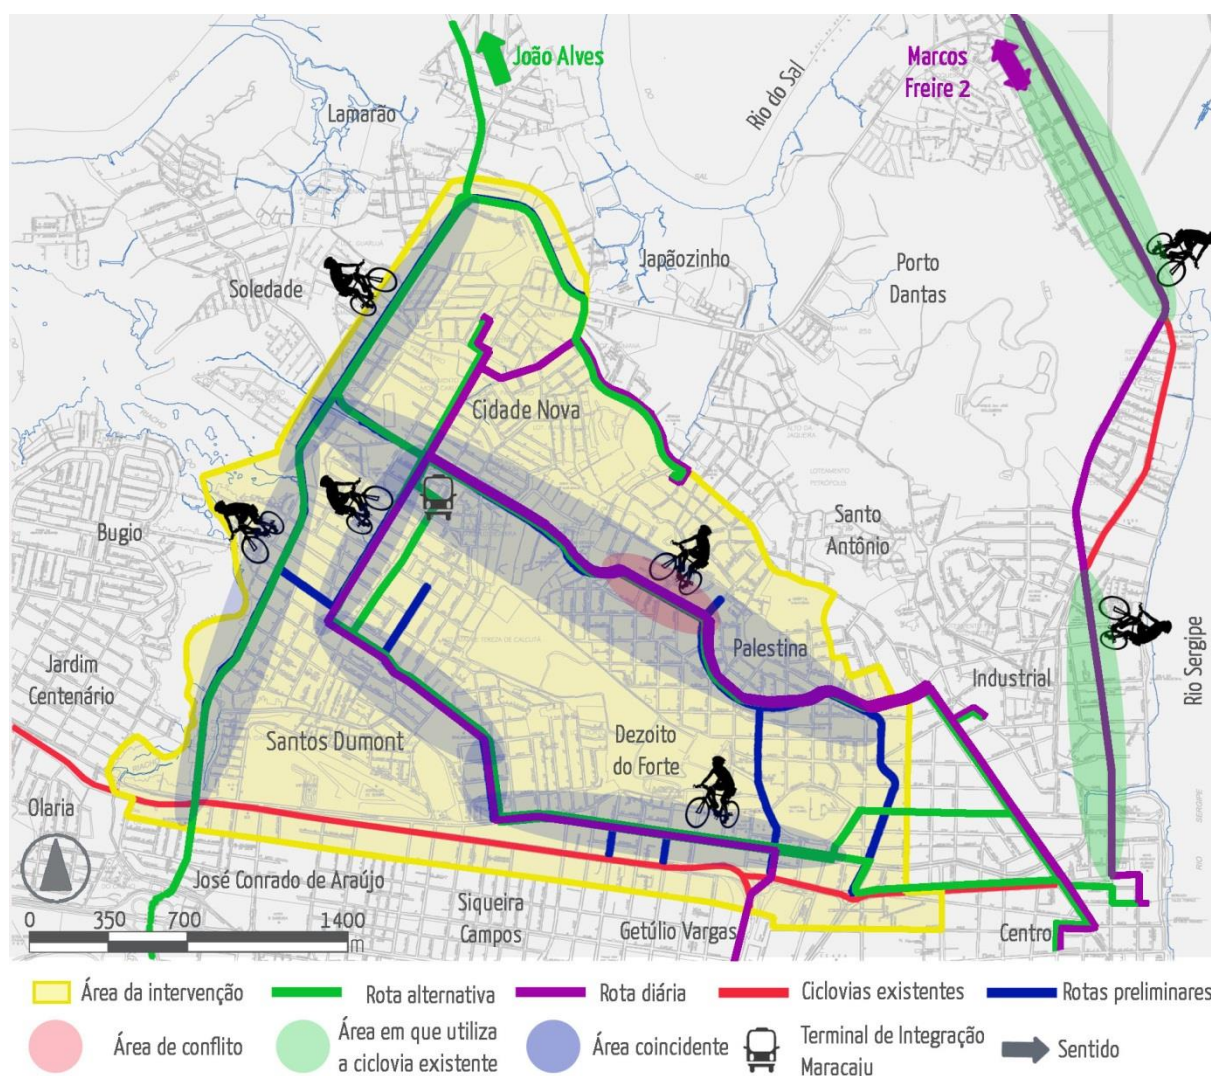 João Alves
Marcos
Freire 2
Rio do Sal
Lamarão
Japãozinho
Porto
Dantas
Soledade
Cidade Nova
Bugio
Santo
Antônio
Rio Sergipe
Jardim
Centenário
Palestina
Industrial
Santos Dumont
Dezoito
do Forte
Olaria
José Conrado de Araújo
Siqueira
Campos
Getúlio Vargas
Centro
0 350 700 1400
m
Área da intervenção
Rota alternativa
Rota diária
Ciclovias existentes
Rotas preliminares
Área de conflito
Área em que utiliza
a ciclovia existente
Área coincidente
Terminal de Integração
Maracaju
Sentido